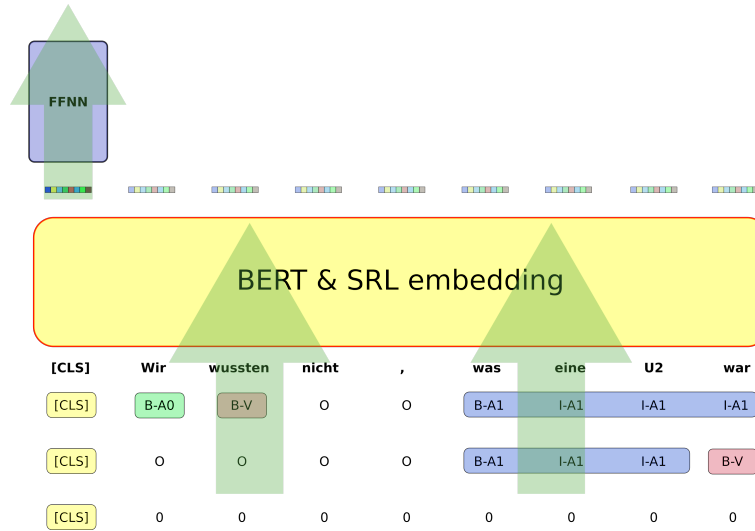 FFNN
BERT & SRL embedding
[CLS] Wir wussten nicht , was eine U2 war
[CLS] B-A0 B-V O O B-A1 I-A1 I-A1 I-A1
[CLS] O O O O B-A1 I-A1 I-A1 B-V
[CLS] 0 0 0 0 0 0 0 0